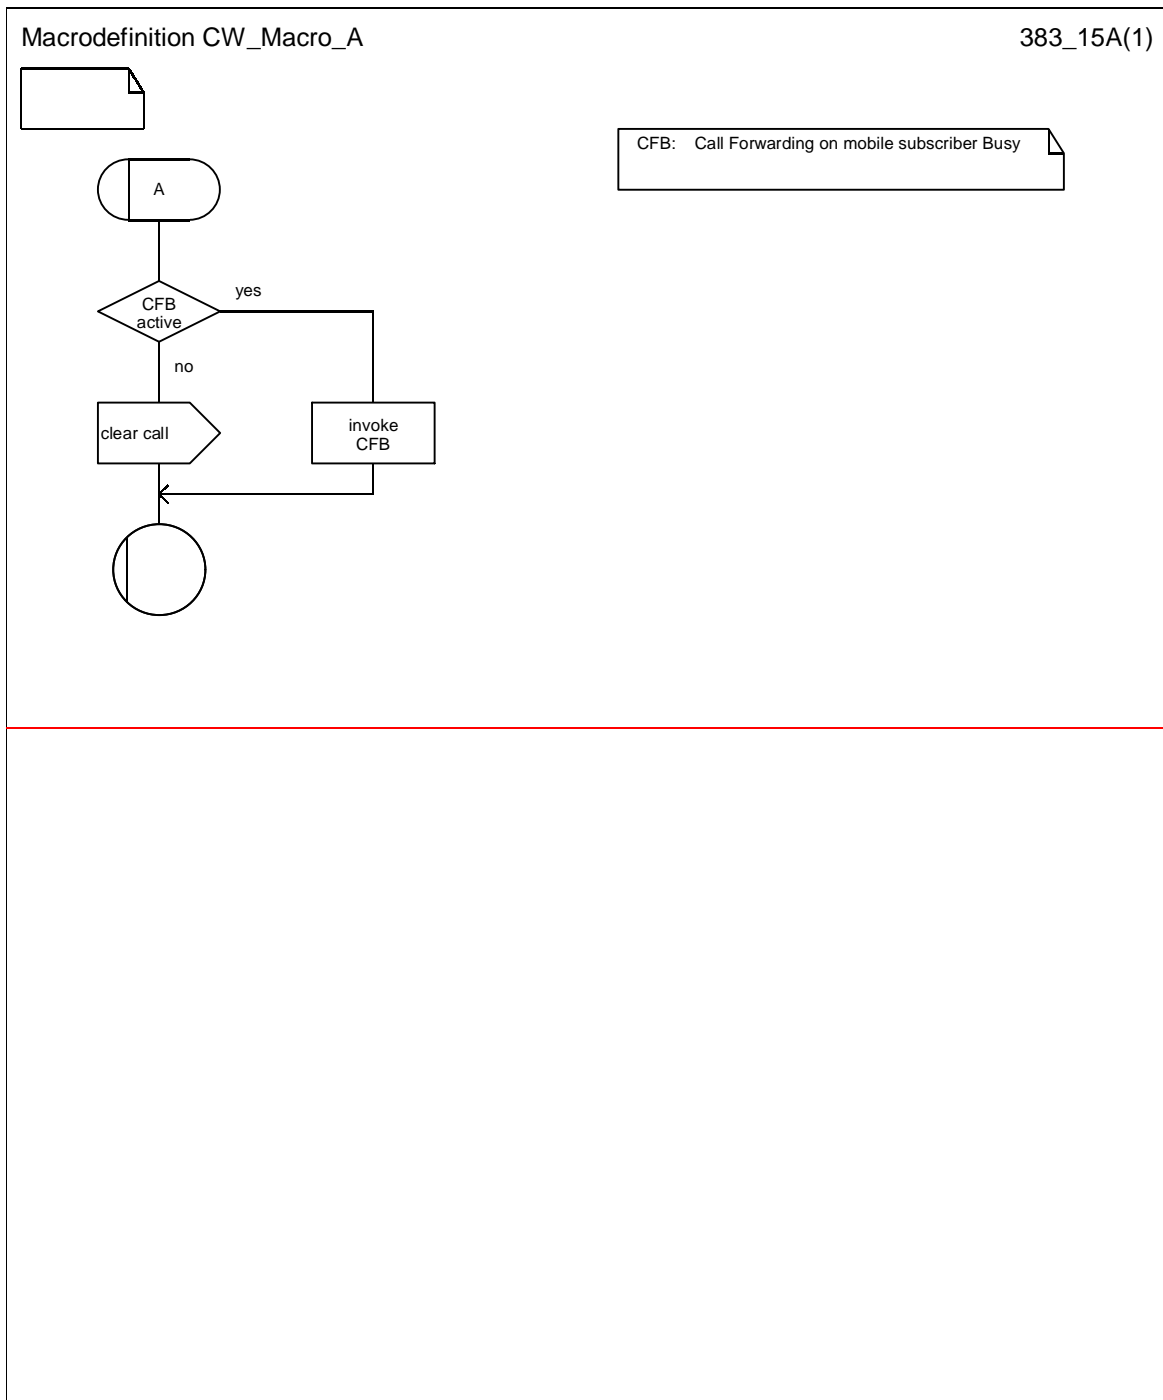 Macrodefinition CW_Macro_A
383_15A(1)
CFB: Call Forwarding on mobile subscriber Busy
A
CFB
active
yes
no
clear call
invoke
CFB